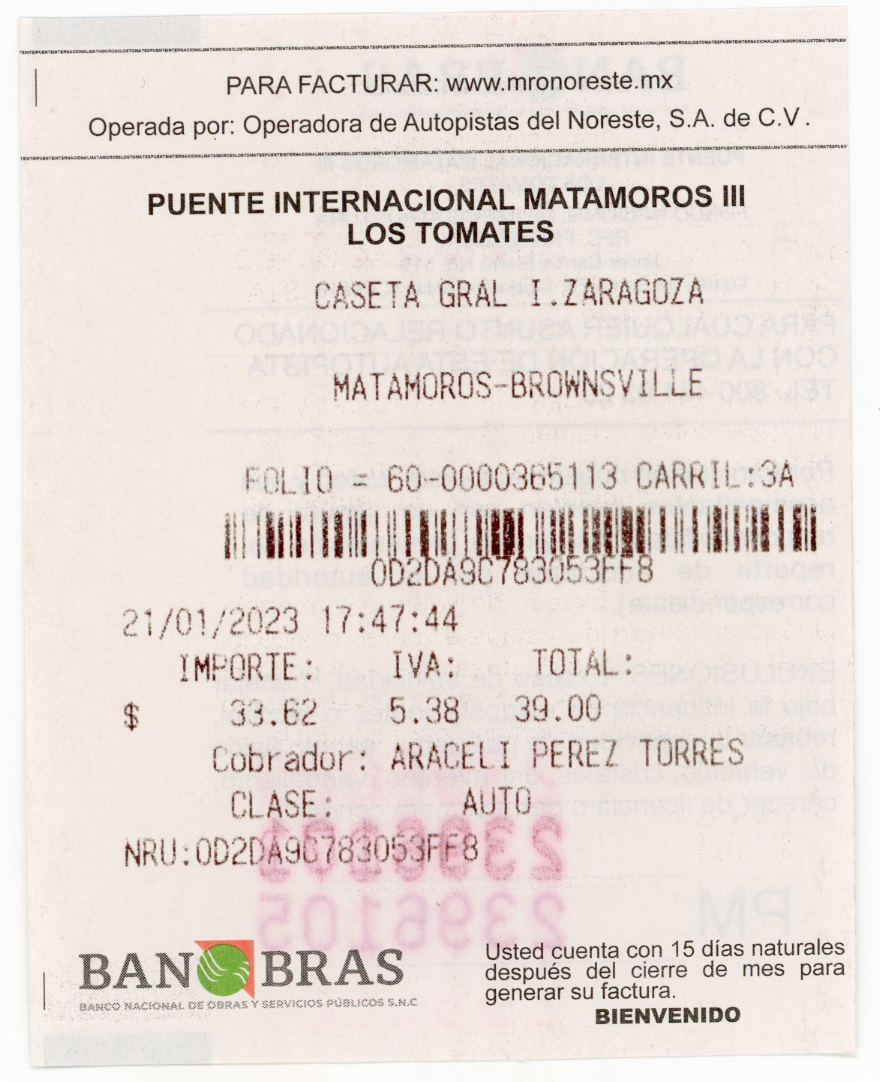 PARA FACTURAR: www.mronoreste.mx
Operada por: Operadora de Autopistas del Noreste, S.A. de C.V.
PUENTE INTERNACIONAL MATAMOROS III
LOS TOMATES
CASETA GRAL I.ZARAGOZA
MATAMOROS-BROWNSVILLE
FOLIO = 60-0000365113 CARRIL:3A
0D2DA9C783053FF8
21/01/2023 17:47:44
IMPORTE: IVA: TOTAL:
$ 33.62 5.38 39.00
Cobrador: ARACELI PEREZ TORRES
CLASE: AUTO
NRU:0D2DA9C783053FF8
2396105
BANOBRAS
BANCO NACIONAL DE OBRAS Y SERVICIOS PÚBLICOS S.N.C
Usted cuenta con 15 días naturales
después del cierre de mes para
generar su factura.
BIENVENIDO